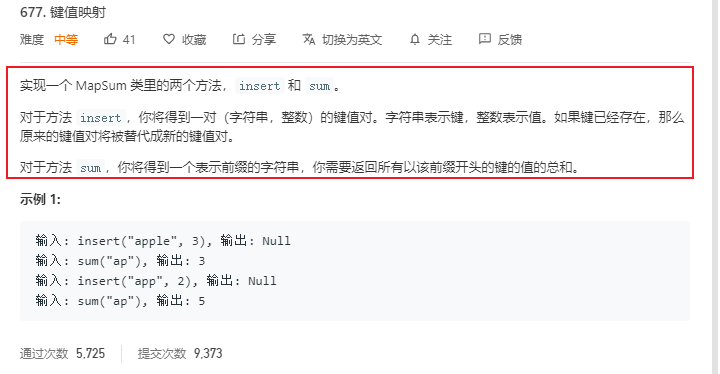 677. 键值映射
难度 中等 41 收藏 分享 切换为英文 关注 反馈
实现一个 MapSum 类里的两个方法，insert 和 sum。
对于方法 insert，你将得到一对（字符串，整数）的键值对。字符串表示键，整数表示值。如果键已经存在，那么
原来的键值对将被替代成新的键值对。
对于方法 sum，你将得到一个表示前缀的字符串，你需要返回所有以该前缀开头的键的值的总和。
示例 1:
输入: insert("apple", 3), 输出: Null
输入: sum("ap"), 输出: 3
输入: insert("app", 2), 输出: Null
输入: sum("ap"), 输出: 5
通过次数 5,725 提交次数 9,373